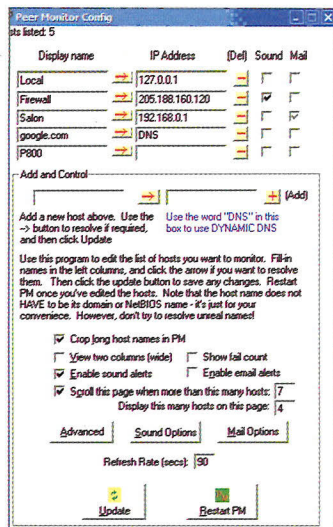 Peer Monitor Config
sts listed: 5
Display name IP Address (Del) Sound Mail
Local 127.0.0.1
Firewall 205.188.160.120
Salon 192.168.0.1
google.com DNS
P800
Add and Control
(Add)
Add a new host above. Use the
-> button to resolve if required,
and then click Update
Use the word "DNS" in this
box to use DYNAMIC DNS
Use this program to edit the list of hosts you want to monitor. Fill-in
names in the left columns, and click the arrow if you want to resolve
them. Then click the update button to save any changes. Restart
PM once you've edited the hosts. Note that the host name does not
HAVE to be its domain or NetBIOS name - it's just for your
conveniece. However, don't try to resolve unreal names!
Crop long host names in PM
View two columns (wide) Show fail count
Enable sound alerts Enable email alerts
Scroll this page when more than this many hosts: 7
Display this many hosts on this page: 4
Advanced Sound Options Mail Options
Refresh Rate (secs): 90
Update Restart PM